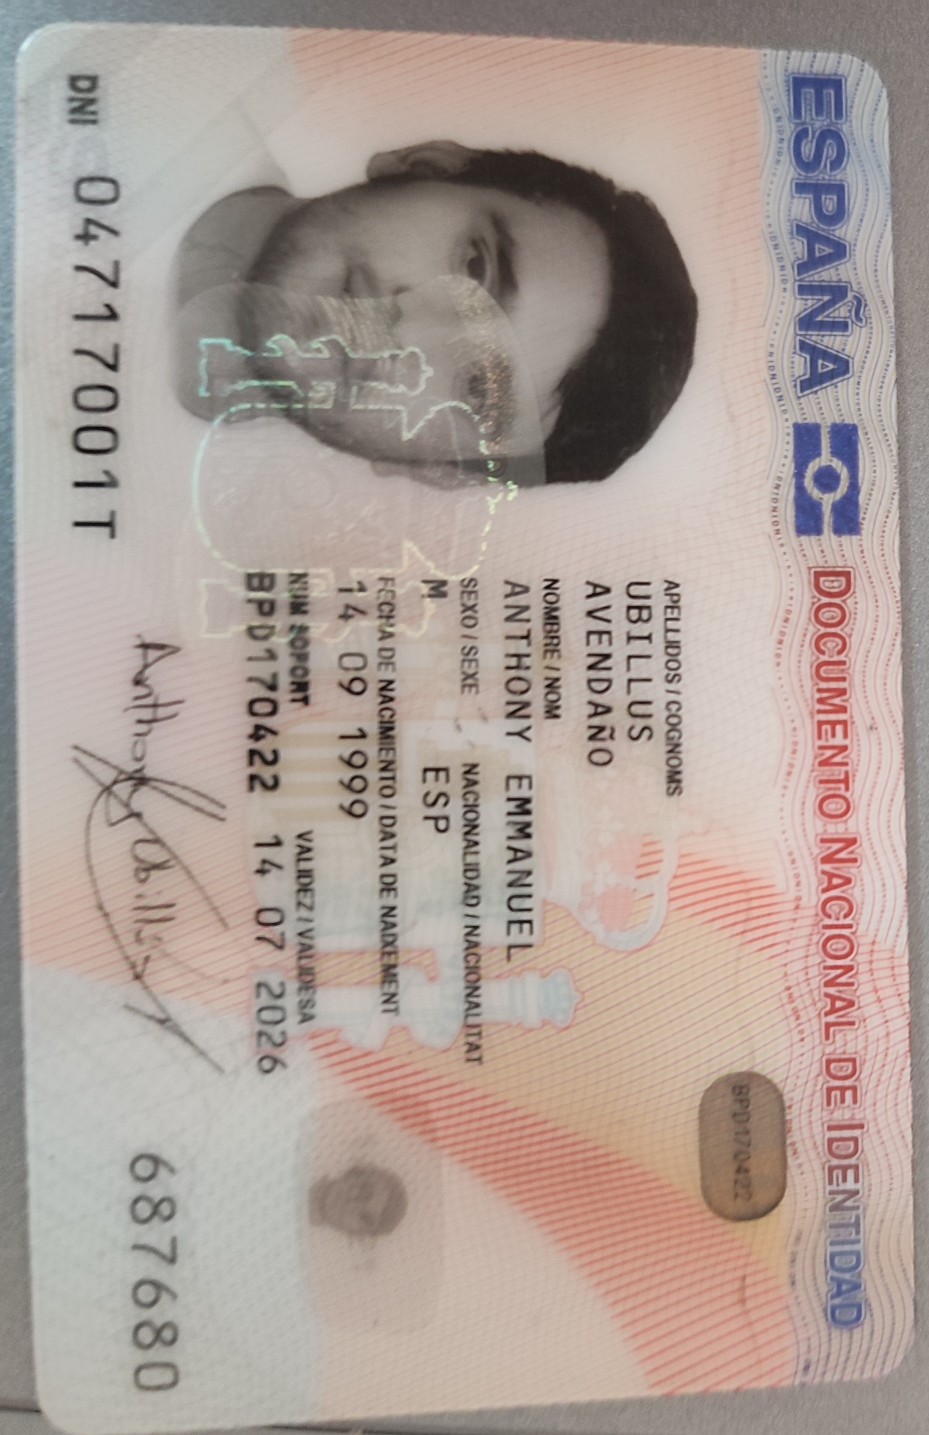 ESPAÑA DOCUMENTO NACIONAL DE IDENTIDAD
BPD170422
APELLIDOS / COGNOMS
UBILLUS
AVENDAÑO
NOMBRE / NOM
ANTHONY EMMANUEL
SEXO / SEXE NACIONALIDAD / NACIONALITAT
M ESP
FECHA DE NACIMIENTO / DATA DE NAIXEMENT
14 09 1999
NUM SOPORT VALIDEZ / VALIDESA
BPD170422 14 07 2026
Anthony Ubillus
687680
DNI 04717001T